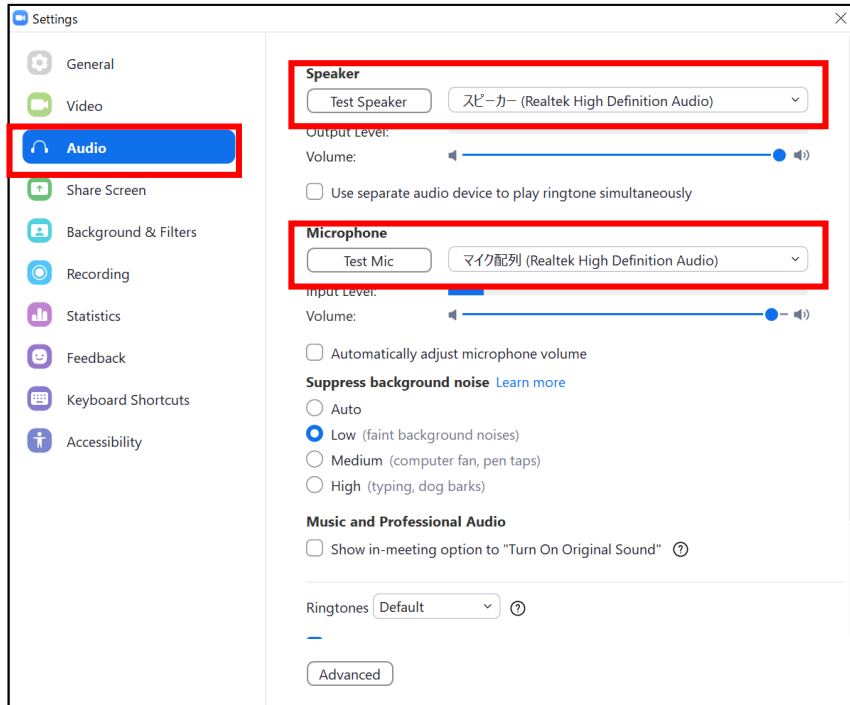 Settings
General
Video
Audio
Share Screen
Background & Filters
Recording
Statistics
Feedback
Keyboard Shortcuts
Accessibility
Speaker
Test Speaker
スピーカー (Realtek High Definition Audio)
Output Level:
Volume:
Use separate audio device to play ringtone simultaneously
Microphone
Test Mic
マイク配列 (Realtek High Definition Audio)
Input Level:
Volume:
Automatically adjust microphone volume
Suppress background noise Learn more
Auto
Low (faint background noises)
Medium (computer fan, pen taps)
High (typing, dog barks)
Music and Professional Audio
Show in-meeting option to "Turn On Original Sound" ?
Ringtones Default ?
Advanced